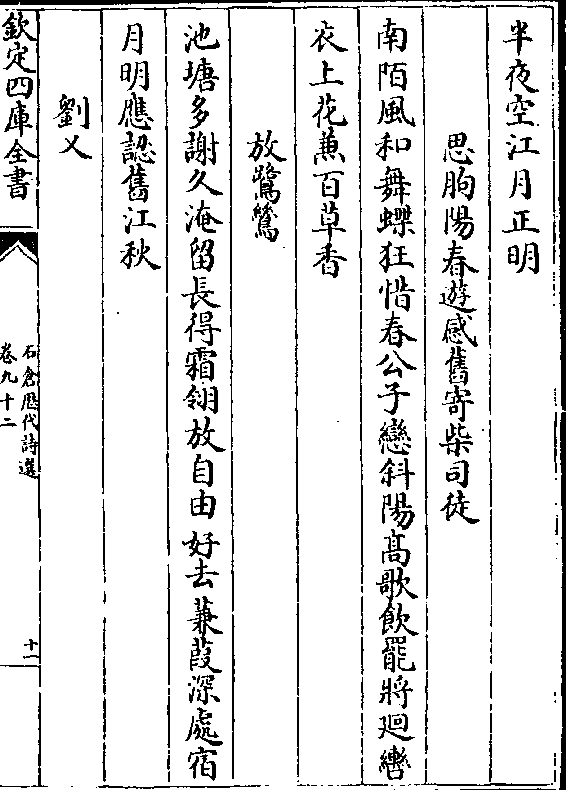 半夜空江月正明
思朐陽春遊感舊寄柴司徒
南陌風和舞蝶狂惜春公子戀斜陽髙歌飲罷將廻轡
衣上花薫百草香
放鷺鷥
池塘多謝久淹留長得霜翎放自由好去蒹葭深處宿
月明應認舊江秋
劉乂
欽定四庫全書
石倉歴代詩選
卷九十二
十一